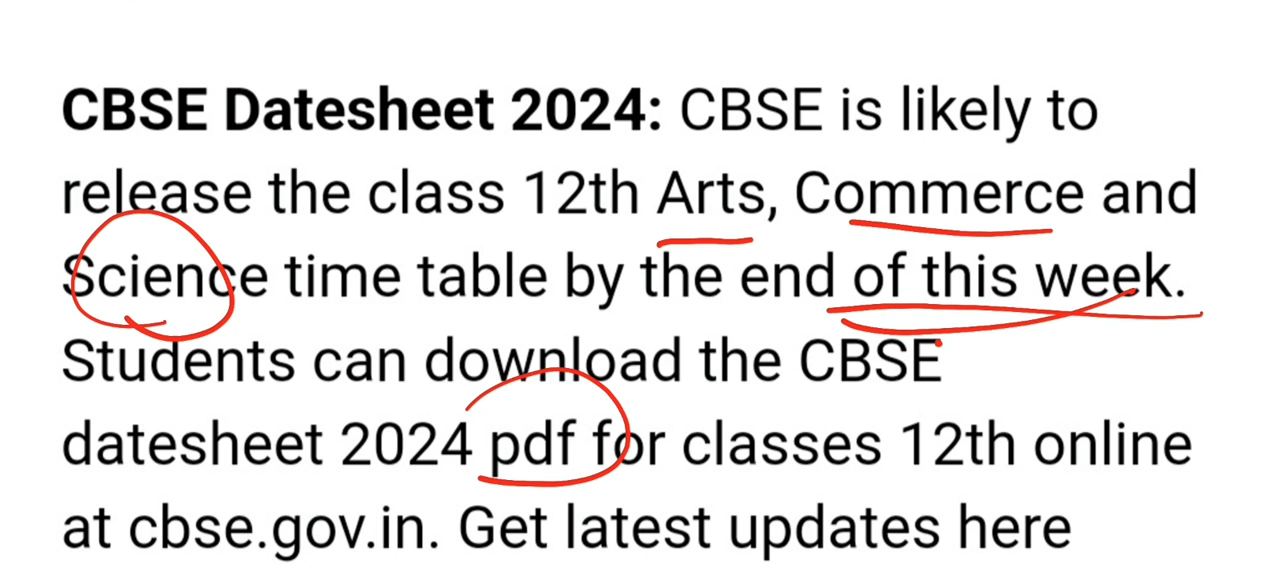 CBSE Datesheet 2024: CBSE is likely to
release the class 12th Arts, Commerce and
Science time table by the end of this week.
Students can download the CBSE
datesheet 2024 pdf for classes 12th online
at cbse.gov.in. Get latest updates here